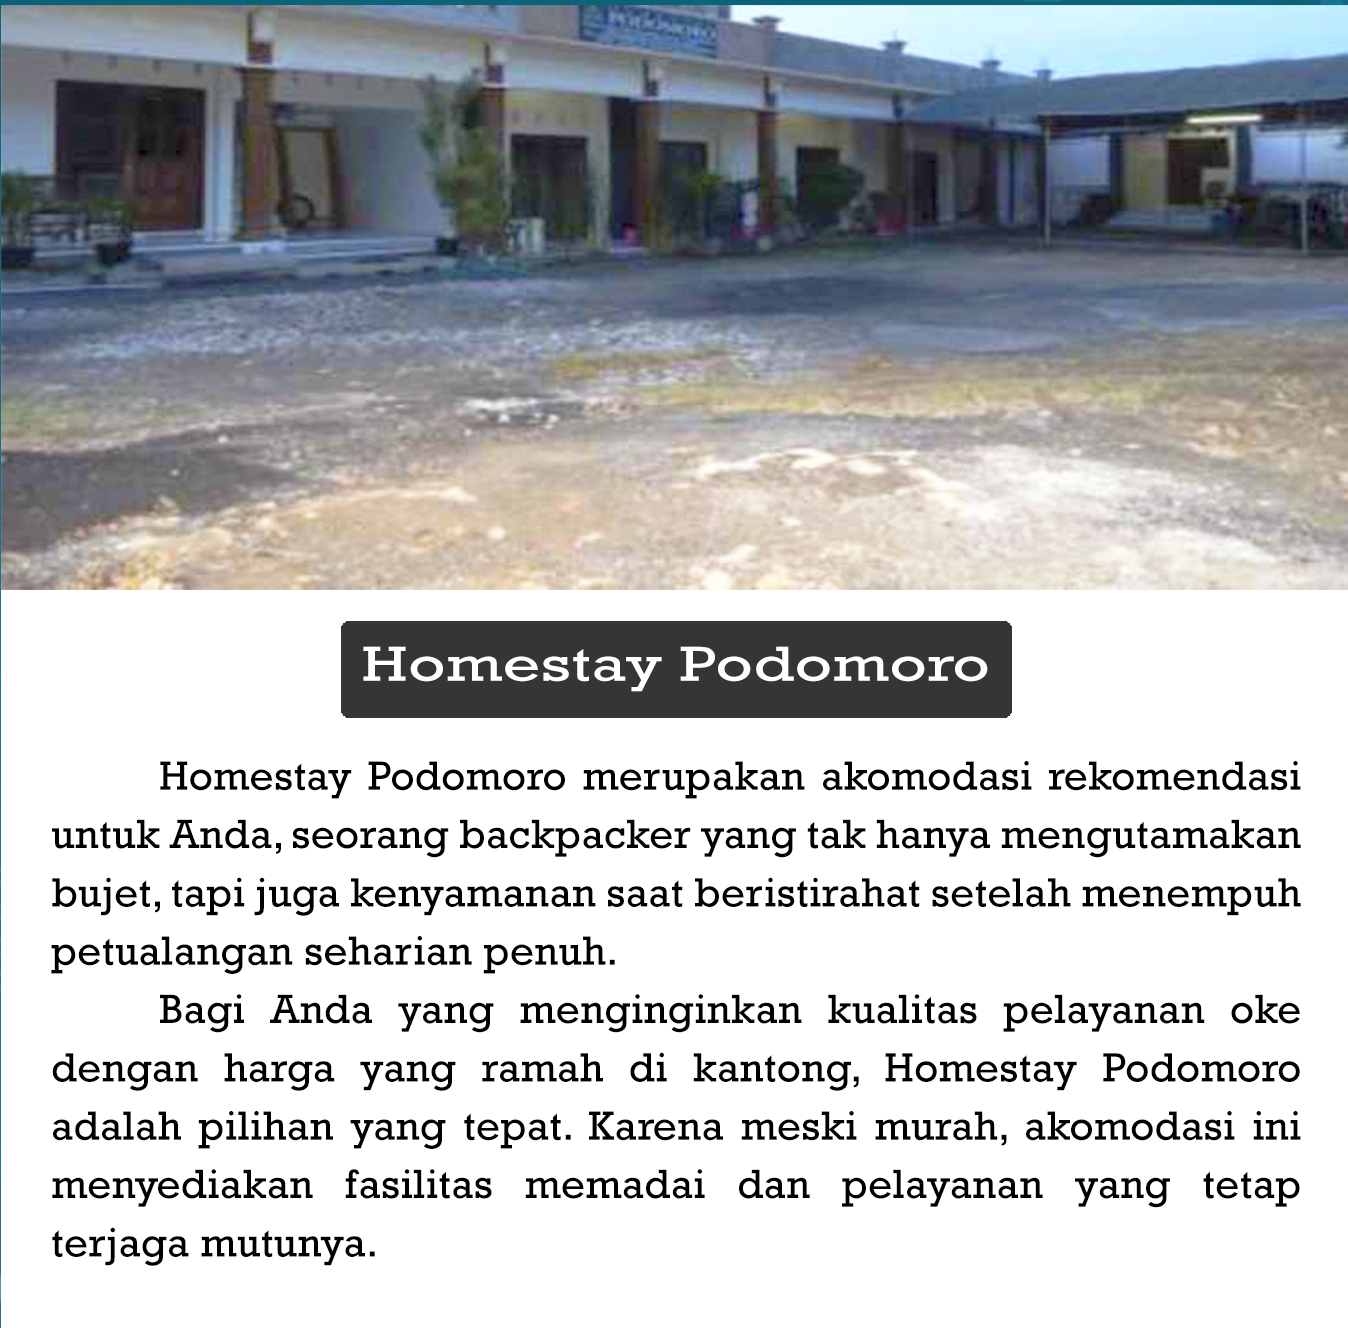 Homestay Podomoro
Homestay Podomoro merupakan akomodasi rekomendasi
untuk Anda, seorang backpacker yang tak hanya mengutamakan
bujet, tapi juga kenyamanan saat beristirahat setelah menempuh
petualangan seharian penuh.
Bagi Anda yang menginginkan kualitas pelayanan oke
dengan harga yang ramah di kantong, Homestay Podomoro
adalah pilihan yang tepat. Karena meski murah, akomodasi ini
menyediakan fasilitas memadai dan pelayanan yang tetap
terjaga mutunya.